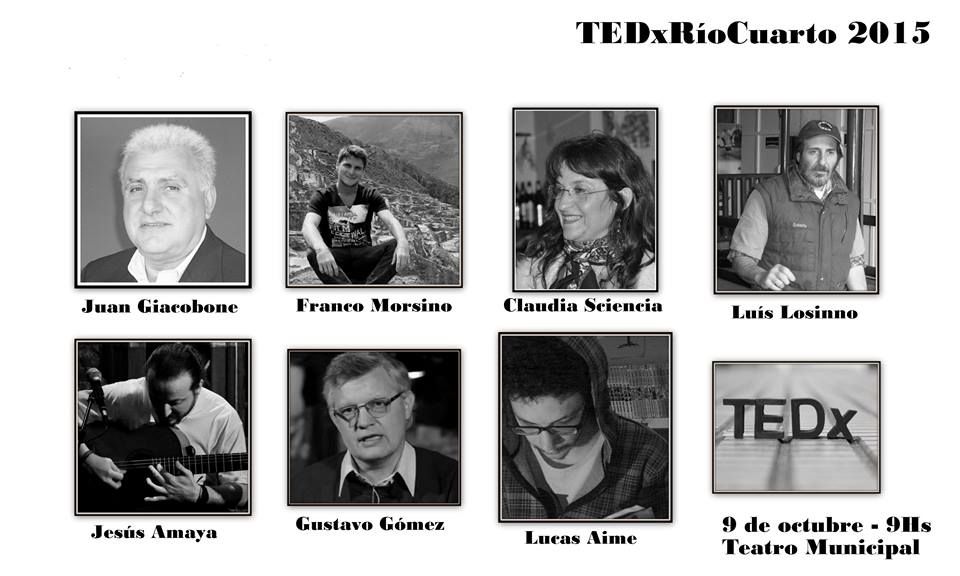 TEDxRíoCuarto 2015
Juan Giacobone
Franco Morsino
Claudia Sciencia
Luís Losinno
Jesús Amaya
Gustavo Gómez
Lucas Aime
TEDx
9 de octubre - 9Hs
Teatro Municipal